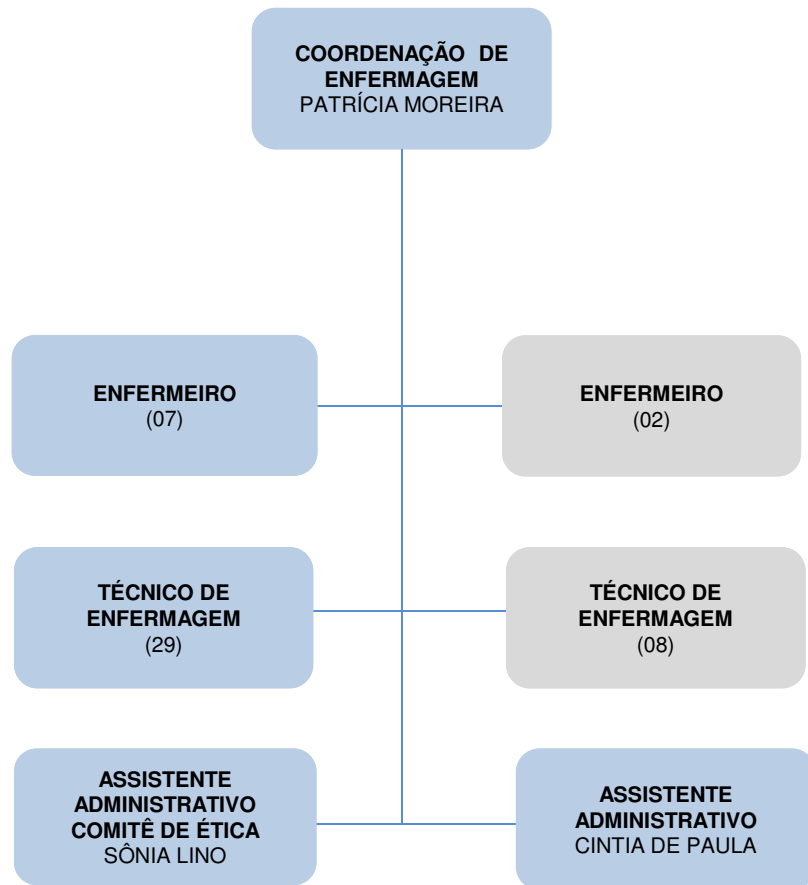 COORDENAÇÃO DE
ENFERMAGEM
PATRÍCIA MOREIRA
ENFERMEIRO
(07)
ENFERMEIRO
(02)
TÉCNICO DE
ENFERMAGEM
(29)
TÉCNICO DE
ENFERMAGEM
(08)
ASSISTENTE
ADMINISTRATIVO
COMITÊ DE ÉTICA
SÔNIA LINO
ASSISTENTE
ADMINISTRATIVO
CINTIA DE PAULA